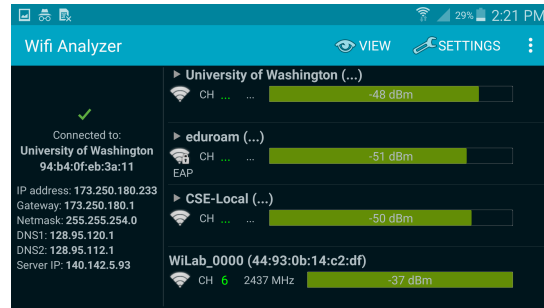 29% 2:21 PM
Wifi Analyzer VIEW SETTINGS
Connected to:
University of Washington
94:b4:0f:eb:3a:11
IP address: 173.250.180.233
Gateway: 173.250.180.1
Netmask: 255.255.254.0
DNS1: 128.95.120.1
DNS2: 128.95.112.1
Server IP: 140.142.5.93
University of Washington (...)
CH ... ... -48 dBm
eduroam (...)
CH ... ... -51 dBm
EAP
CSE-Local (...)
CH ... ... -50 dBm
WiLab_0000 (44:93:0b:14:c2:df)
CH 6 2437 MHz -37 dBm